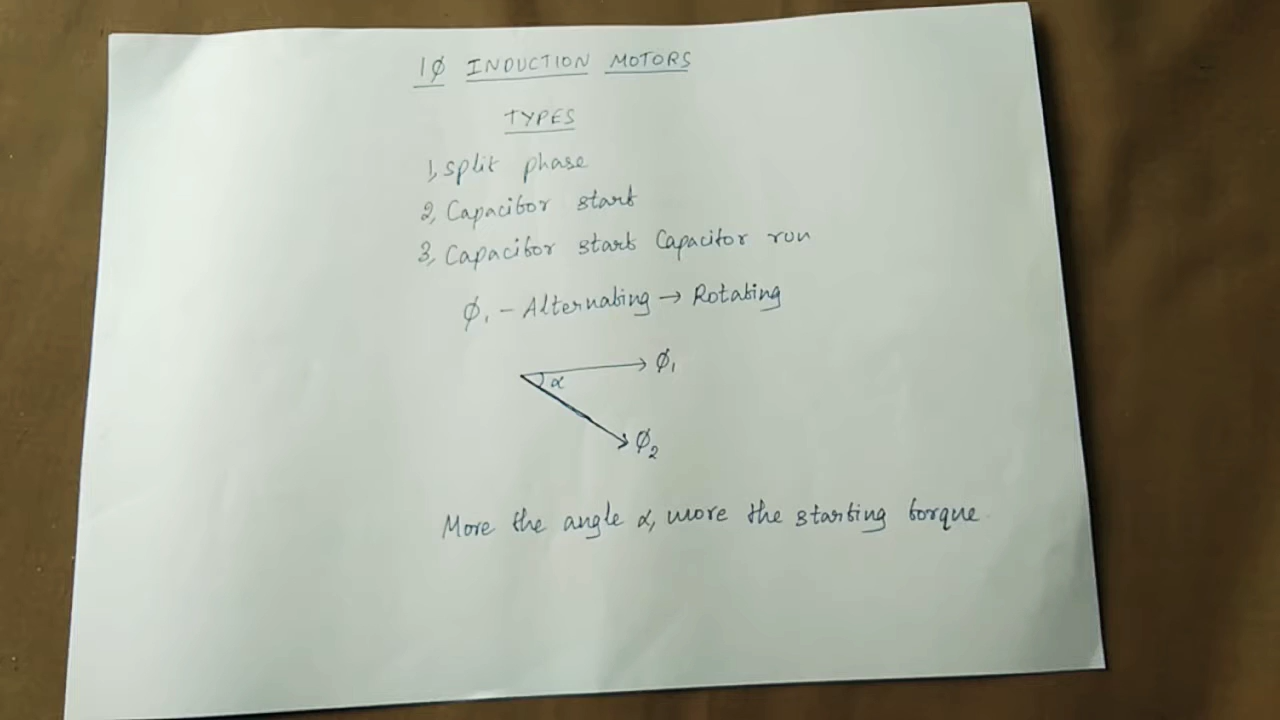 1φ INDUCTION MOTORS
TYPES
1, Split phase
2, Capacitor start
3, Capacitor start Capacitor run
φ₁ - Alternating → Rotating
φ₁
α
φ₂
More the angle α, more the starting torque